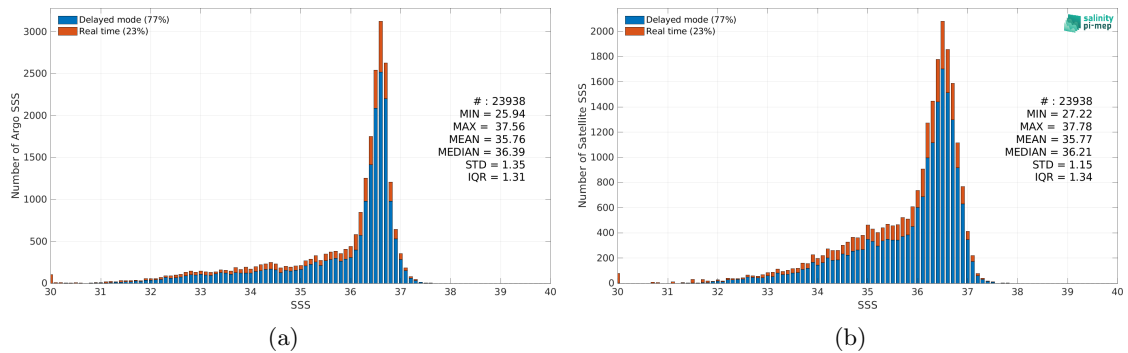 Delayed mode (77%)
Real time (23%)
3000
2500
2000
1500
1000
500
0
Number of Argo SSS
# : 23938
MIN = 25.94
MAX = 37.56
MEAN = 35.76
MEDIAN = 36.39
STD = 1.35
IQR = 1.31
30 31 32 33 34 35 36 37 38 39 40
SSS
(a)
Delayed mode (77%)
Real time (23%)
salinity
pi-mep
2000
1800
1600
1400
1200
1000
800
600
400
200
0
Number of Satellite SSS
# : 23938
MIN = 27.22
MAX = 37.78
MEAN = 35.77
MEDIAN = 36.21
STD = 1.15
IQR = 1.34
30 31 32 33 34 35 36 37 38 39 40
SSS
(b)